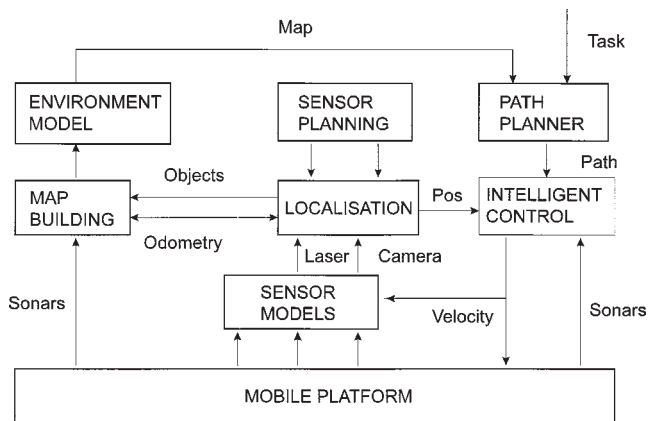 Map
Task
ENVIRONMENT
MODEL
SENSOR
PLANNING
PATH
PLANNER
Objects
Path
MAP
BUILDING
LOCALISATION
Pos
INTELLIGENT
CONTROL
Odometry
Laser
Camera
Sonars
SENSOR
MODELS
Velocity
Sonars
MOBILE PLATFORM